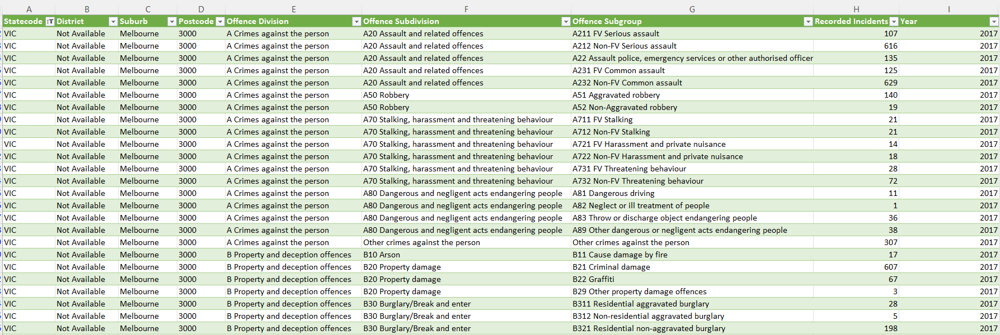 A B C D E F G H I
Statecode District Suburb Postcode Offence Division Offence Subdivision Offence Subgroup Recorded Incidents Year
VIC Not Available Melbourne 3000 A Crimes against the person A20 Assault and related offences A211 FV Serious assault 107 2017
VIC Not Available Melbourne 3000 A Crimes against the person A20 Assault and related offences A212 Non-FV Serious assault 616 2017
VIC Not Available Melbourne 3000 A Crimes against the person A20 Assault and related offences A22 Assault police, emergency services or other authorised officer 135 2017
VIC Not Available Melbourne 3000 A Crimes against the person A20 Assault and related offences A231 FV Common assault 125 2017
VIC Not Available Melbourne 3000 A Crimes against the person A20 Assault and related offences A232 Non-FV Common assault 629 2017
VIC Not Available Melbourne 3000 A Crimes against the person A50 Robbery A51 Aggravated robbery 140 2017
VIC Not Available Melbourne 3000 A Crimes against the person A50 Robbery A52 Non-Aggravated robbery 19 2017
VIC Not Available Melbourne 3000 A Crimes against the person A70 Stalking, harassment and threatening behaviour A711 FV Stalking 21 2017
VIC Not Available Melbourne 3000 A Crimes against the person A70 Stalking, harassment and threatening behaviour A712 Non-FV Stalking 21 2017
VIC Not Available Melbourne 3000 A Crimes against the person A70 Stalking, harassment and threatening behaviour A721 FV Harassment and private nuisance 14 2017
VIC Not Available Melbourne 3000 A Crimes against the person A70 Stalking, harassment and threatening behaviour A722 Non-FV Harassment and private nuisance 18 2017
VIC Not Available Melbourne 3000 A Crimes against the person A70 Stalking, harassment and threatening behaviour A731 FV Threatening behaviour 28 2017
VIC Not Available Melbourne 3000 A Crimes against the person A70 Stalking, harassment and threatening behaviour A732 Non-FV Threatening behaviour 72 2017
VIC Not Available Melbourne 3000 A Crimes against the person A80 Dangerous and negligent acts endangering people A81 Dangerous driving 11 2017
VIC Not Available Melbourne 3000 A Crimes against the person A80 Dangerous and negligent acts endangering people A82 Neglect or ill treatment of people 1 2017
VIC Not Available Melbourne 3000 A Crimes against the person A80 Dangerous and negligent acts endangering people A83 Throw or discharge object endangering people 36 2017
VIC Not Available Melbourne 3000 A Crimes against the person A80 Dangerous and negligent acts endangering people A89 Other dangerous or negligent acts endangering people 38 2017
VIC Not Available Melbourne 3000 A Crimes against the person Other crimes against the person Other crimes against the person 307 2017
VIC Not Available Melbourne 3000 B Property and deception offences B10 Arson B11 Cause damage by fire 17 2017
VIC Not Available Melbourne 3000 B Property and deception offences B20 Property damage B21 Criminal damage 607 2017
VIC Not Available Melbourne 3000 B Property and deception offences B20 Property damage B22 Graffiti 67 2017
VIC Not Available Melbourne 3000 B Property and deception offences B20 Property damage B29 Other property damage offences 3 2017
VIC Not Available Melbourne 3000 B Property and deception offences B30 Burglary/Break and enter B311 Residential aggravated burglary 28 2017
VIC Not Available Melbourne 3000 B Property and deception offences B30 Burglary/Break and enter B312 Non-residential aggravated burglary 5 2017
VIC Not Available Melbourne 3000 B Property and deception offences B30 Burglary/Break and enter B321 Residential non-aggravated burglary 198 2017